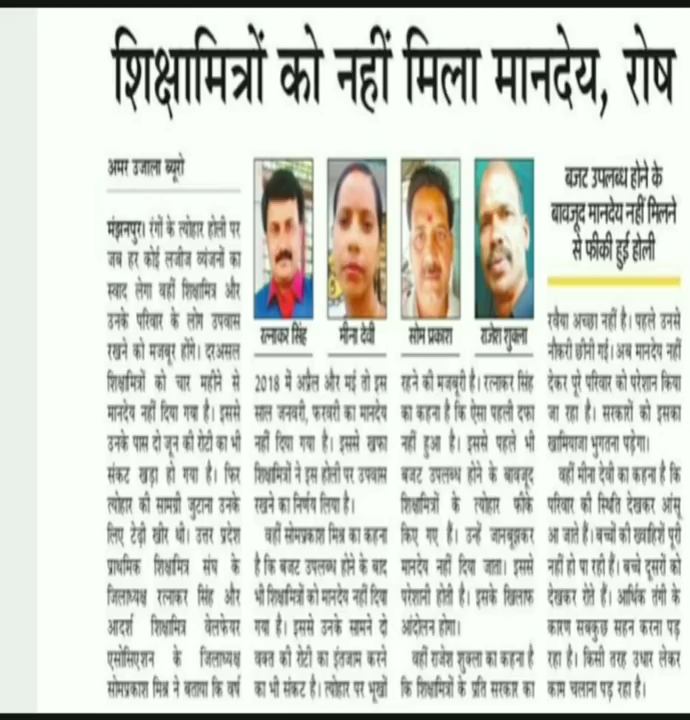 शिक्षामित्रों को नहीं मिला मानदेय, रोष
अमर उजाला ब्यूरो
मंझनपुर। रंगों के त्योहार होली पर
जब हर कोई लजीज व्यंजनों का
स्वाद लेगा वहीं शिक्षामित्र और
उनके परिवार के लोग उपवास
रखने को मजबूर होंगे। दरअसल
शिक्षामित्रों को चार महीने से
मानदेय नहीं दिया गया है। इससे
उनके पास दो जून की रोटी का भी
संकट खड़ा हो गया है। फिर
त्योहार की सामग्री जुटाना उनके
लिए टेढ़ी खीर थी। उत्तर प्रदेश
प्राथमिक शिक्षामित्र संघ के
जिलाध्यक्ष रत्नाकर सिंह और
आदर्श शिक्षामित्र वेलफेयर
एसोसिएशन के जिलाध्यक्ष
सोमप्रकाश मिश्र ने बताया कि वर्ष
रत्नाकर सिंह
मीना देवी
सोम प्रकाश
राजेश शुक्ला
2018 में अप्रैल और मई तो इस
साल जनवरी, फरवरी का मानदेय
नहीं दिया गया है। इससे खफा
शिक्षामित्रों ने इस होली पर उपवास
रखने का निर्णय लिया है।
वहीं सोमप्रकाश मिश्र का कहना
है कि बजट उपलब्ध होने के बाद
भी शिक्षामित्रों को मानदेय नहीं दिया
गया है। इससे उनके सामने दो
वक्त की रोटी का इंतजाम करने
का भी संकट है। त्योहार पर भूखों
रहने की मजबूरी है। रत्नाकर सिंह
का कहना है कि ऐसा पहली दफा
नहीं हुआ है। इससे पहले भी
बजट उपलब्ध होने के बावजूद
शिक्षामित्रों के त्योहार फीके
किए गए हैं। उन्हें जानबूझकर
मानदेय नहीं दिया जाता। इससे
परेशानी होती है। इसके खिलाफ
आंदोलन होगा।
वहीं राजेश शुक्ला का कहना है
कि शिक्षामित्रों के प्रति सरकार का
बजट उपलब्ध होने के
बावजूद मानदेय नहीं मिलने
से फीकी हुई होली
रवैया अच्छा नहीं है। पहले उनसे
नौकरी छीनी गई। अब मानदेय नहीं
देकर पूरे परिवार को परेशान किया
जा रहा है। सरकारों को इसका
खामियाजा भुगतना पड़ेगा।
वहीं मीना देवी का कहना है कि
परिवार की स्थिति देखकर आंसू
आ जाते हैं। बच्चों की ख्वाहिशें पूरी
नहीं हो पा रही हैं। बच्चे दूसरों को
देखकर रोते हैं। आर्थिक तंगी के
कारण सबकुछ सहन करना पड़
रहा है। किसी तरह उधार लेकर
काम चलाना पड़ रहा है।